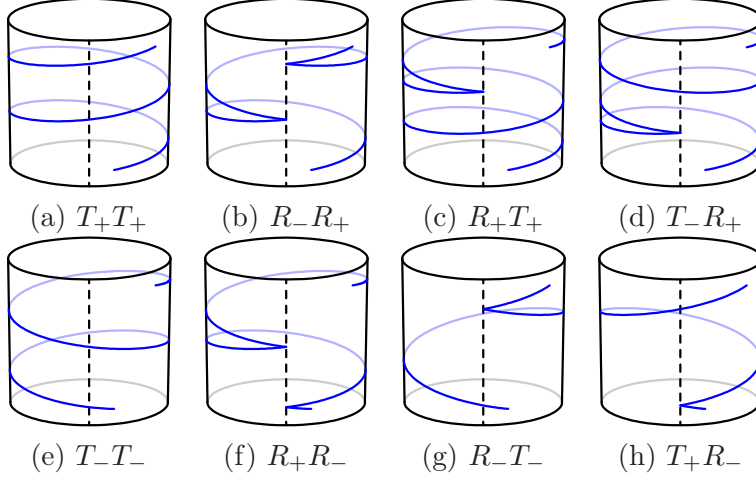 (a) T₊T₊ (b) R₋R₊ (c) R₊T₊ (d) T₋R₊
(e) T₋T₋ (f) R₊R₋ (g) R₋T₋ (h) T₊R₋